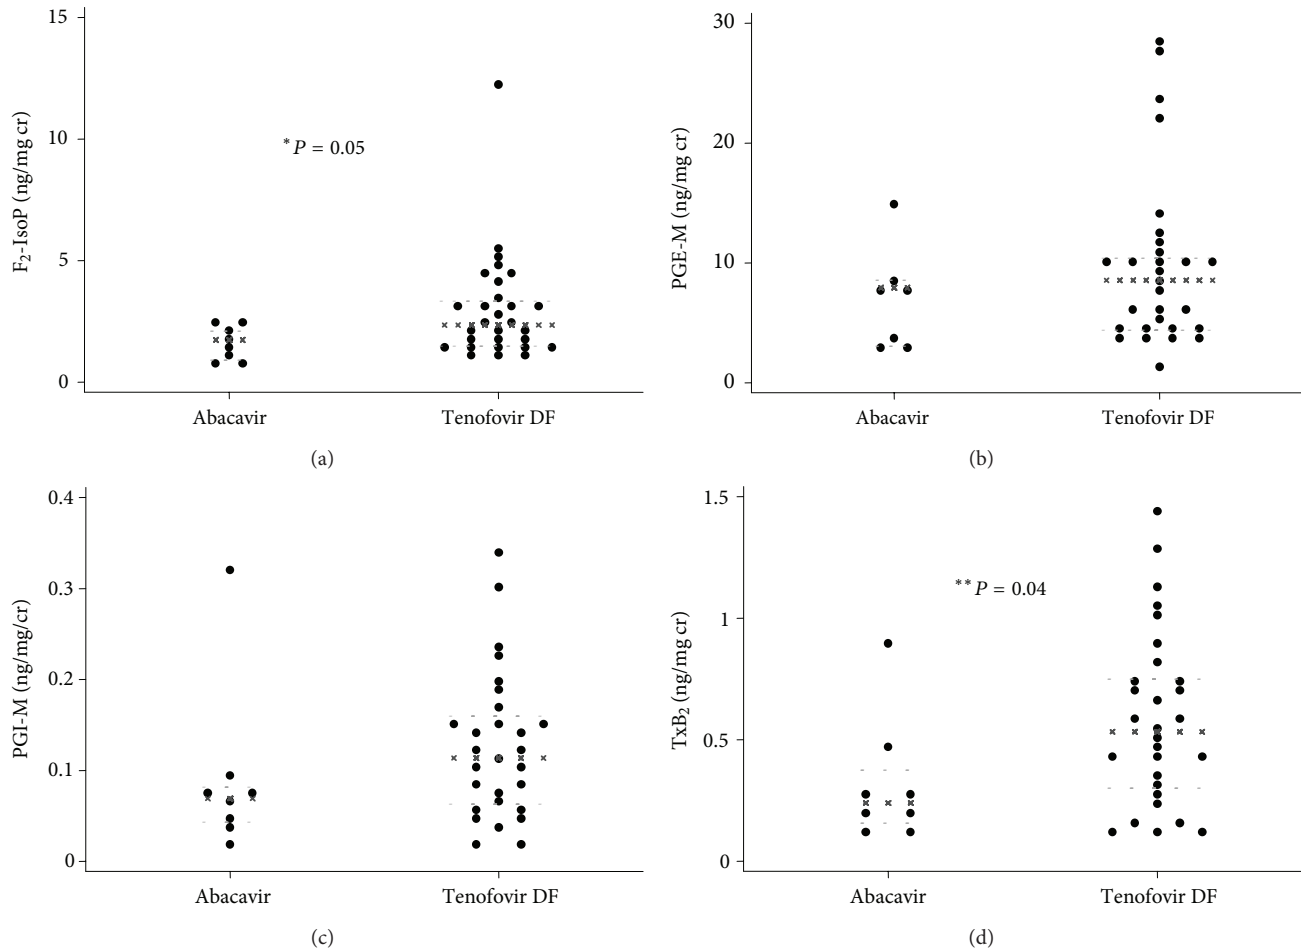 15
10
5
0
F2-IsoP (ng/mg cr)
*P = 0.05
Abacavir Tenofovir DF
(a)
30
20
10
0
PGE-M (ng/mg cr)
Abacavir Tenofovir DF
(b)
0.4
0.3
0.2
0.1
0
PGI-M (ng/mg/cr)
Abacavir Tenofovir DF
(c)
1.5
1
0.5
0
TxB2 (ng/mg cr)
**P = 0.04
Abacavir Tenofovir DF
(d)